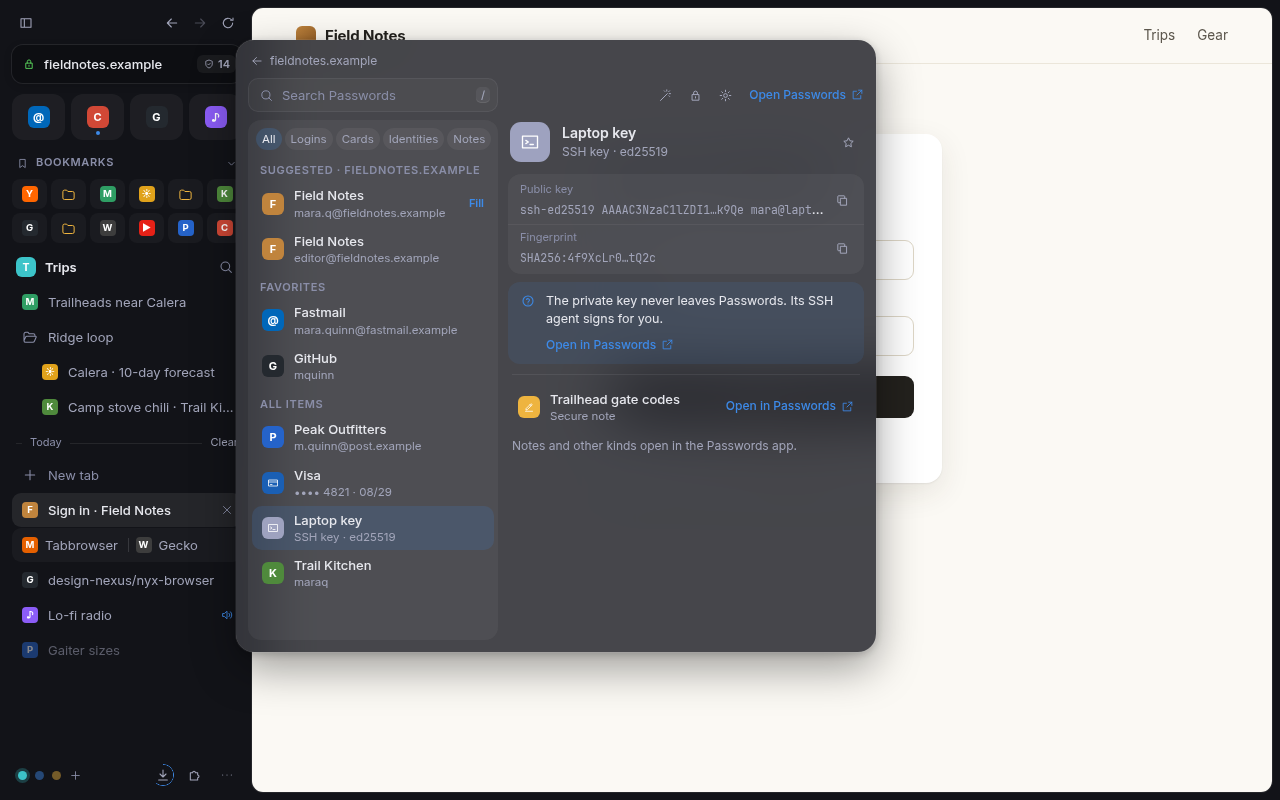 Field Notes
Trips
Gear
fieldnotes.example
14
fieldnotes.example
Search Passwords
/
Open Passwords
@
C
G
BOOKMARKS
Y
M
K
G
W
P
C
T
Trips
M
Trailheads near Calera
Ridge loop
Calera · 10-day forecast
K
Camp stove chili · Trail Ki...
Today
Clear
New tab
F
Sign in · Field Notes
M
Tabbrowser
W
Gecko
G
design-nexus/nyx-browser
Lo-fi radio
P
Gaiter sizes
All
Logins
Cards
Identities
Notes
SUGGESTED · FIELDNOTES.EXAMPLE
F
Field Notes
mara.q@fieldnotes.example
Fill
F
Field Notes
editor@fieldnotes.example
FAVORITES
@
Fastmail
mara.quinn@fastmail.example
G
GitHub
mquinn
ALL ITEMS
P
Peak Outfitters
m.quinn@post.example
Visa
•••• 4821 · 08/29
Laptop key
SSH key · ed25519
K
Trail Kitchen
maraq
Laptop key
SSH key · ed25519
Public key
ssh-ed25519 AAAAC3NzaC1lZDI1…k9Qe mara@lapt…
Fingerprint
SHA256:4f9XcLr0…tQ2c
The private key never leaves Passwords. Its SSH
agent signs for you.
Open in Passwords
Trailhead gate codes
Secure note
Open in Passwords
Notes and other kinds open in the Passwords app.